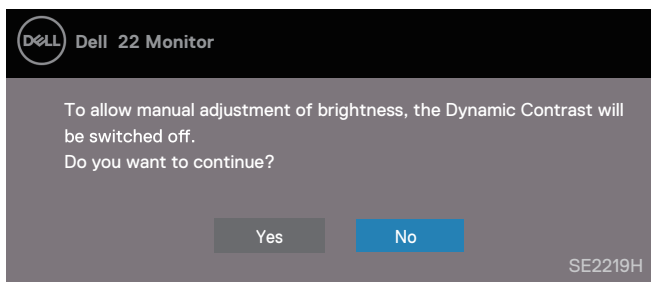 DELL Dell 22 Monitor
To allow manual adjustment of brightness, the Dynamic Contrast will
be switched off.
Do you want to continue?
Yes No
SE2219H